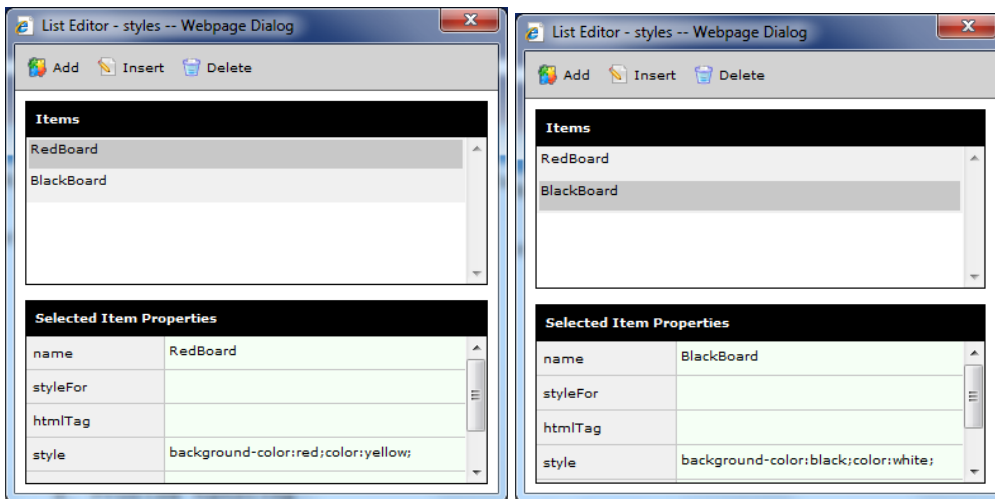 List Editor - styles -- Webpage Dialog
Add Insert Delete
Items
RedBoard
BlackBoard
Selected Item Properties
name RedBoard
styleFor
htmlTag
style background-color:red;color:yellow;
List Editor - styles -- Webpage Dialog
Add Insert Delete
Items
RedBoard
BlackBoard
Selected Item Properties
name BlackBoard
styleFor
htmlTag
style background-color:black;color:white;